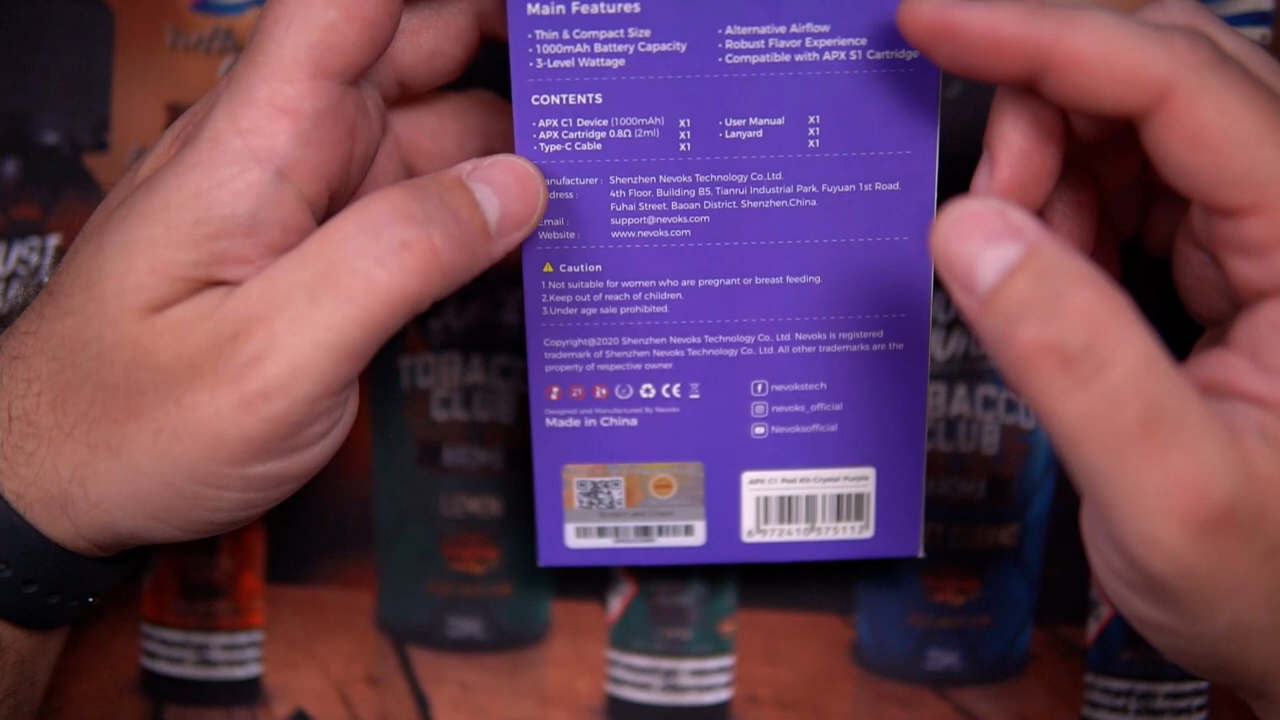 Main Features
• Thin & Compact Size
• 1000mAh Battery Capacity
• 3-Level Wattage
• Alternative Airflow
• Robust Flavor Experience
• Compatible with APX S1 Cartridge
CONTENTS
• APX C1 Device (1000mAh) X1
• APX Cartridge 0.8Ω (2ml) X1
• Type-C Cable X1
• User Manual X1
• Lanyard X1
X1
anufacturer : Shenzhen Nevoks Technology Co.,Ltd.
dress : 4th Floor, Building B5, Tianrui Industrial Park, Fuyuan 1st Road,
Fuhai Street, Baoan District, Shenzhen,China.
Email : support@nevoks.com
Website : www.nevoks.com
Caution
1.Not suitable for women who are pregnant or breast feeding.
2.Keep out of reach of children.
3.Under age sale prohibited.
Copyright@2020 Shenzhen Nevoks Technology Co., Ltd. Nevoks is registered
trademark of Shenzhen Nevoks Technology Co., Ltd. All other trademarks are the
property of respective owner.
CE
Designed and Manufactured By Nevoks
Made in China
nevokstech
nevoks_official
Nevoksofficial
APX C1 Pod Kit-Crystal Purple
6 972410 375112
TOBACCO
CLUB
LEMON
BACCO
CLUB